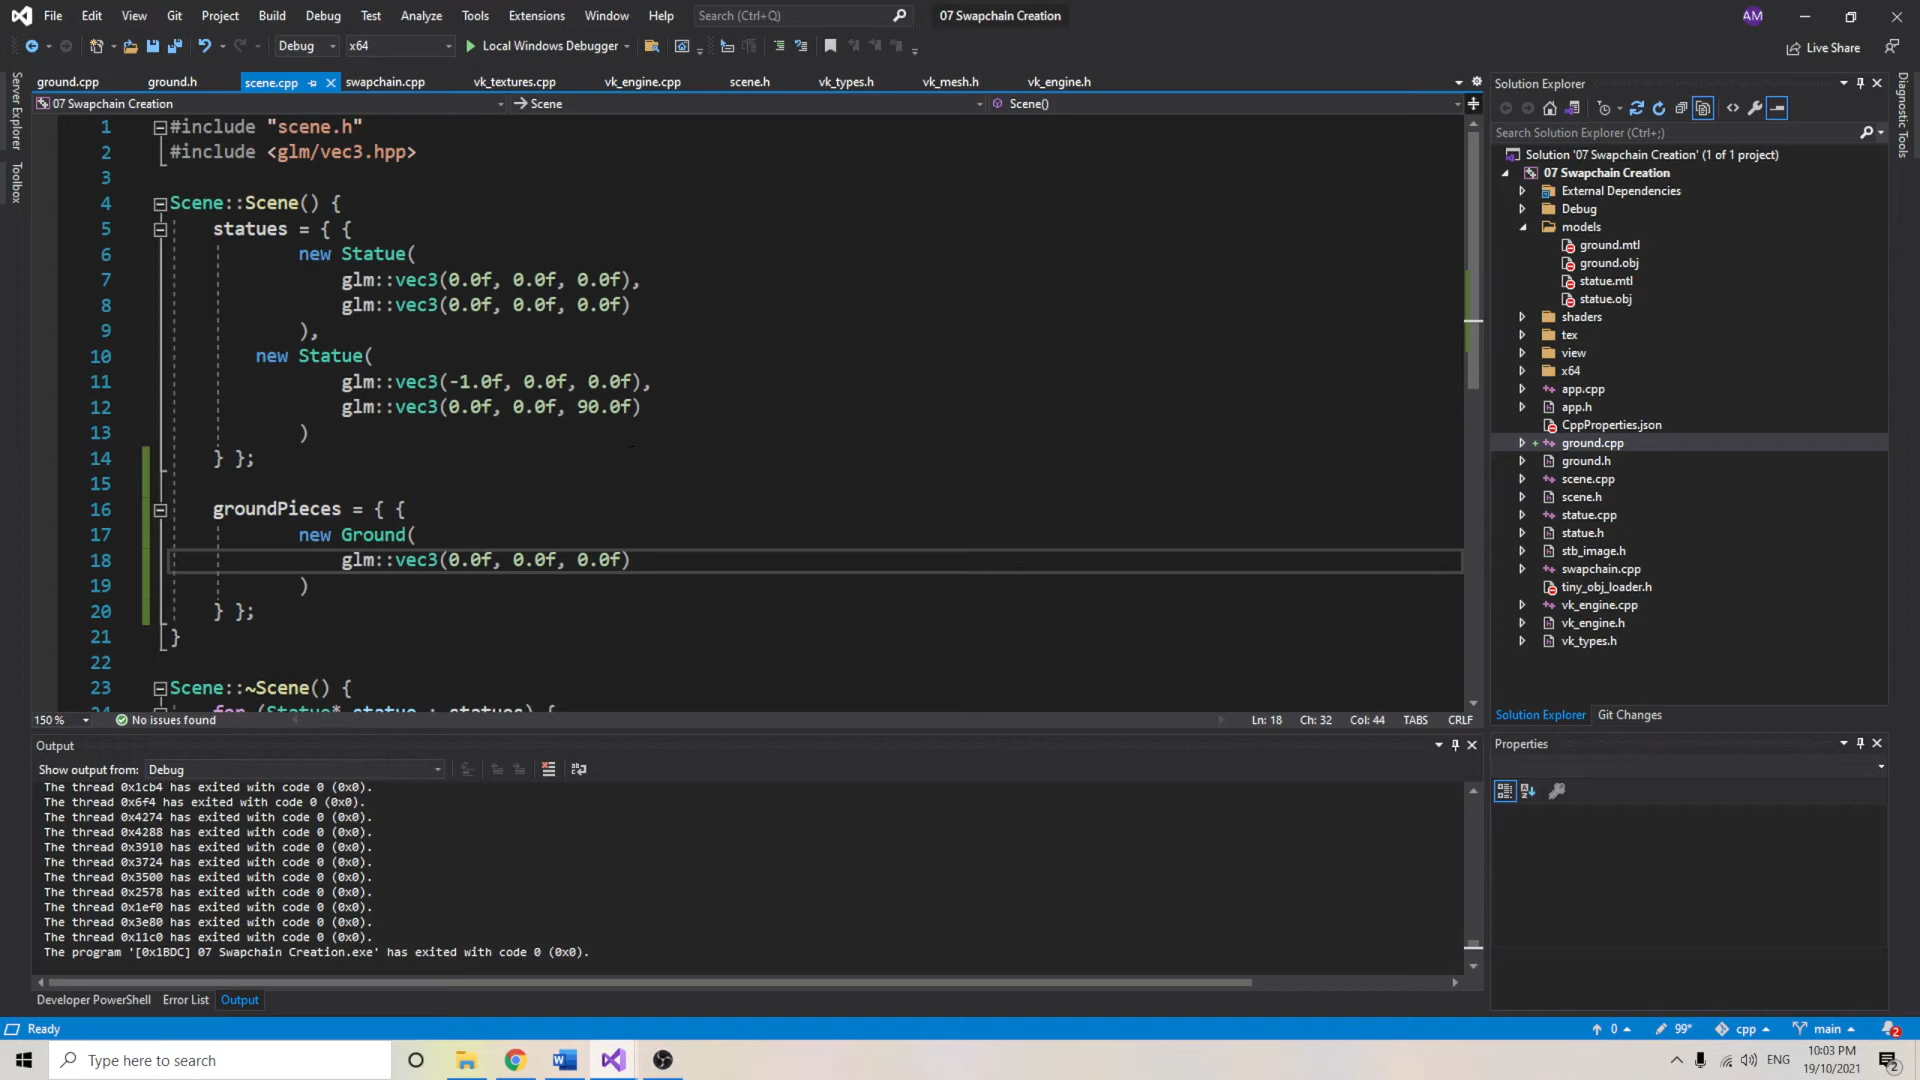 File Edit View Git Project Build Debug Test Analyze Tools Extensions Window Help Search (Ctrl+Q) 07 Swapchain Creation AM
Debug x64 Local Windows Debugger Live Share
ground.cpp ground.h scene.cpp swapchain.cpp vk_textures.cpp vk_engine.cpp scene.h vk_types.h vk_mesh.h vk_engine.h
07 Swapchain Creation Scene Scene()
Server Explorer
Toolbox
1 #include "scene.h"
2 #include <glm/vec3.hpp>
3
4 Scene::Scene() {
5 statues = { {
6 new Statue(
7 glm::vec3(0.0f, 0.0f, 0.0f),
8 glm::vec3(0.0f, 0.0f, 0.0f)
9 ),
10 new Statue(
11 glm::vec3(-1.0f, 0.0f, 0.0f),
12 glm::vec3(0.0f, 0.0f, 90.0f)
13 )
14 } };
15
16 groundPieces = { {
17 new Ground(
18 glm::vec3(0.0f, 0.0f, 0.0f)
19 )
20 } };
21 }
22
23 Scene::~Scene() {
24 for (Statue* statue : statues) {
150 % No issues found Ln: 18 Ch: 32 Col: 44 TABS CRLF
Output
Show output from: Debug
The thread 0x1cb4 has exited with code 0 (0x0).
The thread 0x6f4 has exited with code 0 (0x0).
The thread 0x4274 has exited with code 0 (0x0).
The thread 0x4288 has exited with code 0 (0x0).
The thread 0x3910 has exited with code 0 (0x0).
The thread 0x3724 has exited with code 0 (0x0).
The thread 0x3500 has exited with code 0 (0x0).
The thread 0x2578 has exited with code 0 (0x0).
The thread 0x1ef0 has exited with code 0 (0x0).
The thread 0x3e80 has exited with code 0 (0x0).
The thread 0x11c0 has exited with code 0 (0x0).
The program '[0x1BDC] 07 Swapchain Creation.exe' has exited with code 0 (0x0).
Developer PowerShell Error List Output
Solution Explorer
Search Solution Explorer (Ctrl+;)
Solution '07 Swapchain Creation' (1 of 1 project)
07 Swapchain Creation
External Dependencies
Debug
models
ground.mtl
ground.obj
statue.mtl
statue.obj
shaders
tex
view
x64
app.cpp
app.h
CppProperties.json
ground.cpp
ground.h
scene.cpp
scene.h
statue.cpp
statue.h
stb_image.h
swapchain.cpp
tiny_obj_loader.h
vk_engine.cpp
vk_engine.h
vk_types.h
Solution Explorer Git Changes
Properties
Diagnostic Tools
Ready 0 99* cpp main 2
Type here to search ENG 10:03 PM 19/10/2021 2